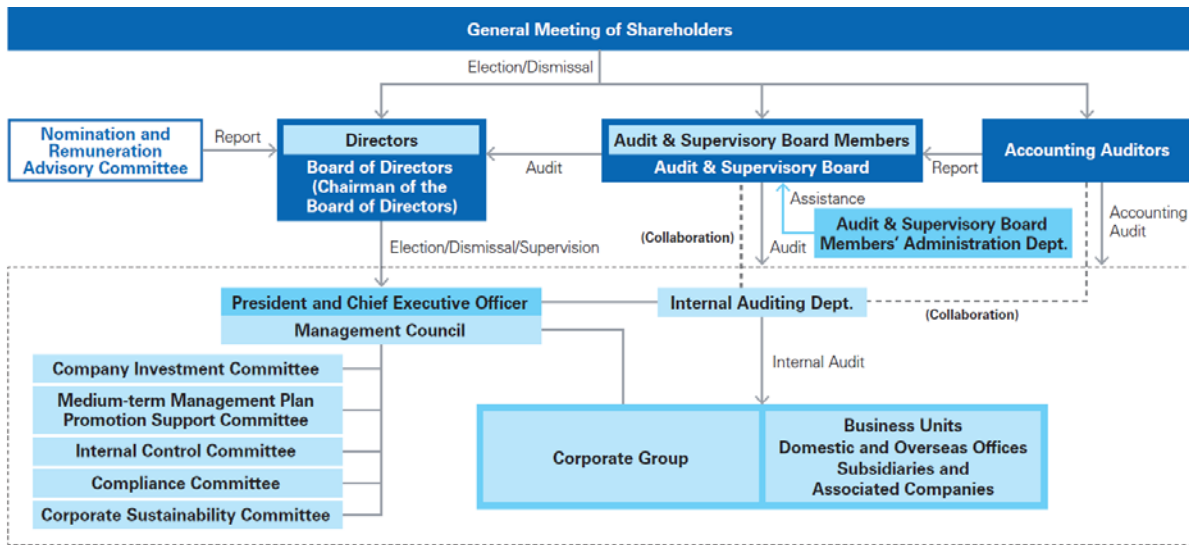 General Meeting of Shareholders
Election/Dismissal
Nomination and
Remuneration
Advisory Committee
Report
Directors
Board of Directors
(Chairman of the
Board of Directors)
Audit
Audit & Supervisory Board Members
Audit & Supervisory Board
Report
Accounting Auditors
Assistance
Audit & Supervisory Board
Members' Administration Dept.
Accounting
Audit
Election/Dismissal/Supervision
(Collaboration)
Audit
President and Chief Executive Officer
Management Council
Internal Auditing Dept.
(Collaboration)
Internal Audit
Company Investment Committee
Medium-term Management Plan
Promotion Support Committee
Internal Control Committee
Compliance Committee
Corporate Sustainability Committee
Corporate Group
Business Units
Domestic and Overseas Offices
Subsidiaries and
Associated Companies